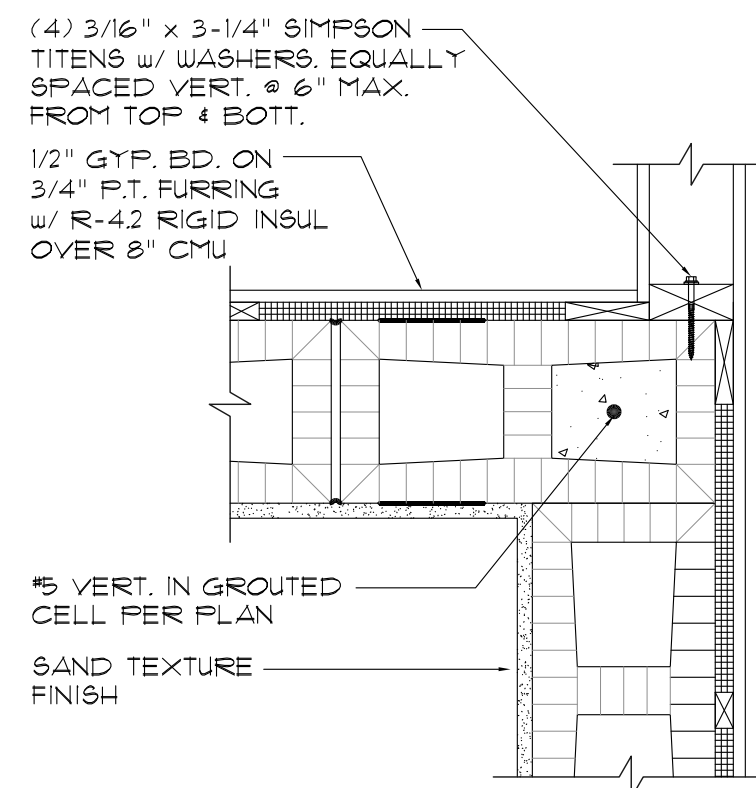 (4) 3/16" x 3-1/4" SIMPSON
TITENS w/ WASHERS. EQUALLY
SPACED VERT. @ 6" MAX.
FROM TOP & BOTT.
1/2" GYP. BD. ON
3/4" P.T. FURRING
w/ R-4.2 RIGID INSUL
OVER 8" CMU
#5 VERT. IN GROUTED
CELL PER PLAN
SAND TEXTURE
FINISH